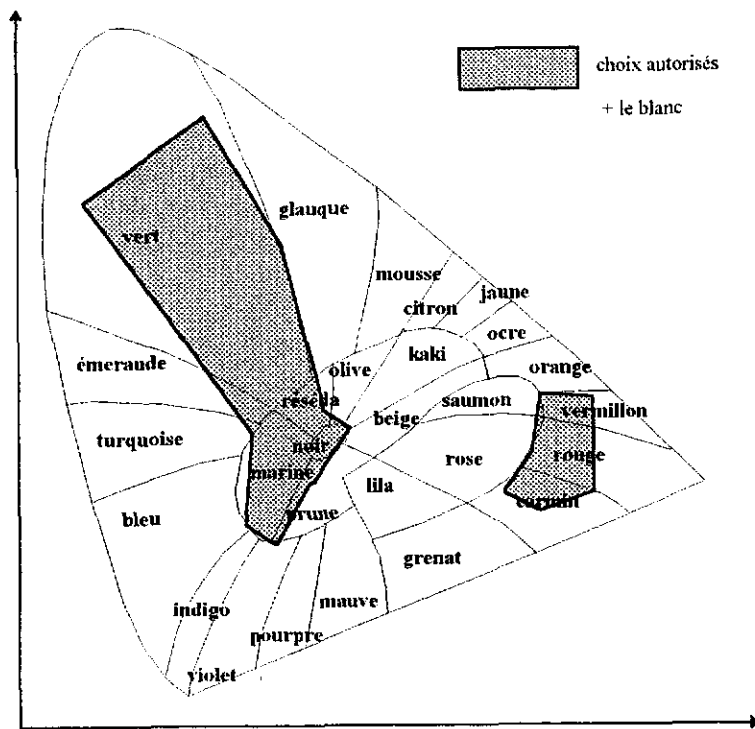 choix autorisés
+ le blanc
glauque
vert
mousse
citron
jaune
ocre
émeraude
olive
kaki
orange
réséda
beige
saumon
vermillon
turquoise
noir
marine
rouge
rose
lila
bleu
prune
carmin
grenat
indigo
mauve
pourpre
violet